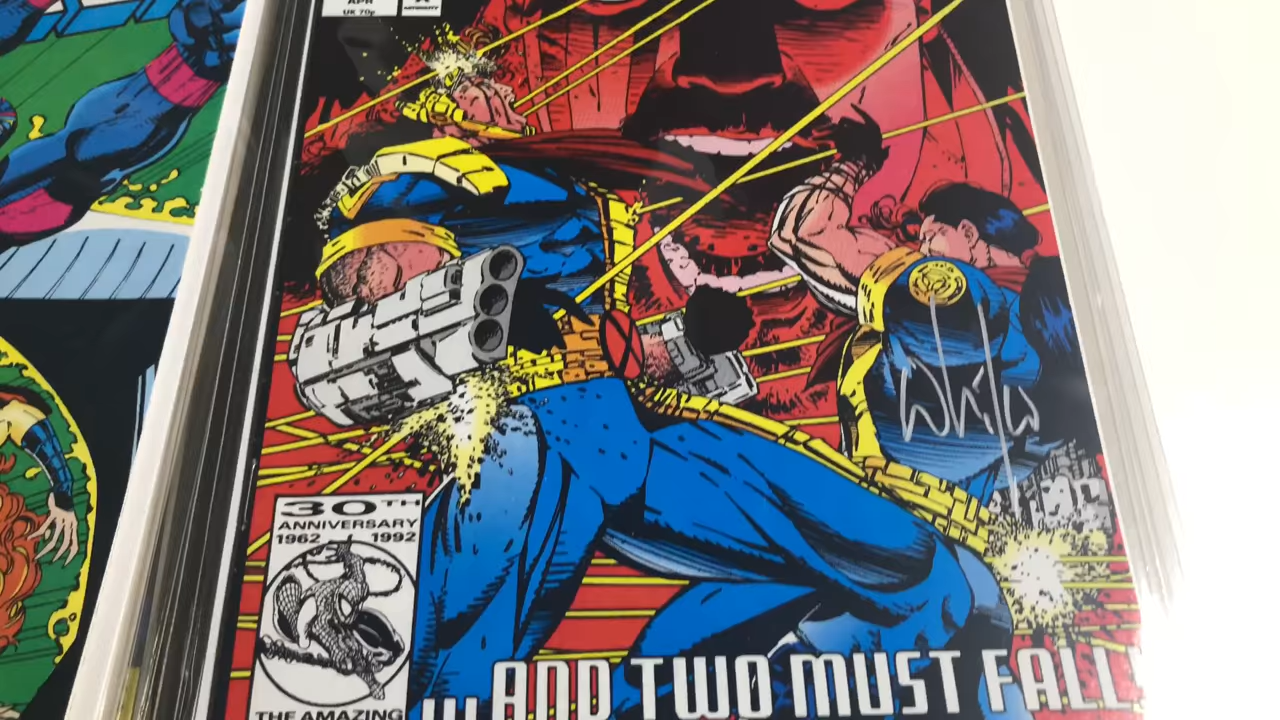 APR
UK 70p
30TH
ANNIVERSARY
1962 1992
THE AMAZING
...AND TWO MUST FALL